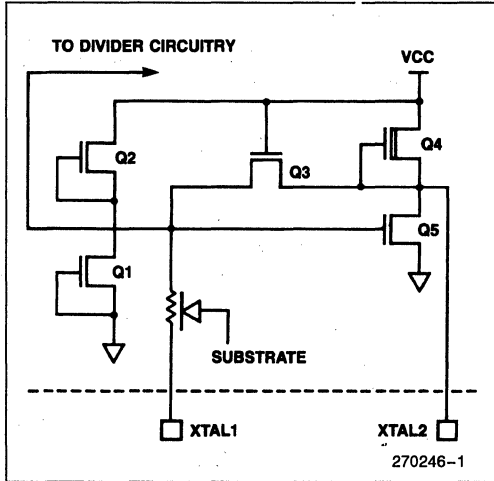 TO DIVIDER CIRCUITRY
VCC
Q2
Q4
Q3
Q5
Q1
SUBSTRATE
XTAL1
XTAL2
270246-1